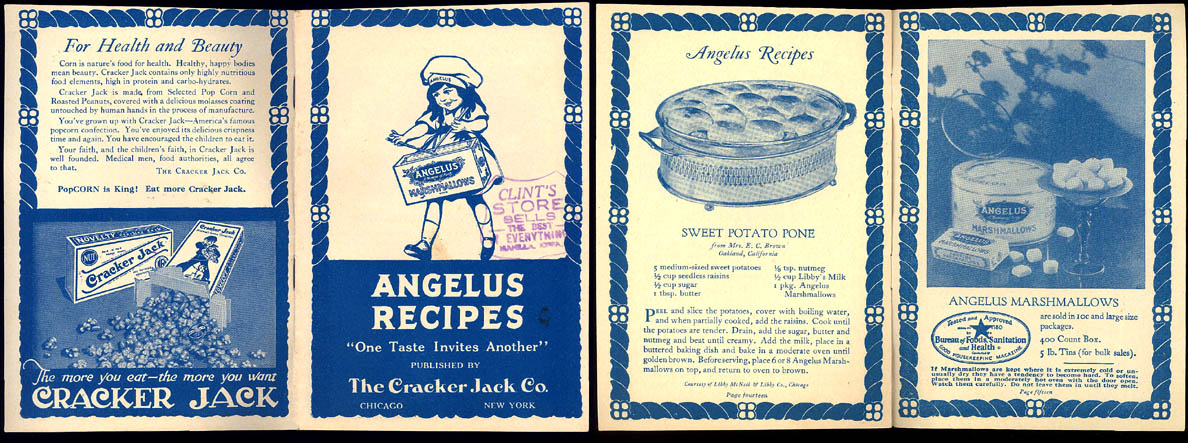 For Health and Beauty
Corn is nature's food for health. Healthy, happy bodies
mean beauty. Cracker Jack contains only highly nutritious
food elements, high in protein and carbo-hydrates.
Cracker Jack is made, from Selected Pop Corn and
Roasted Peanuts, covered with a delicious molasses coating
untouched by human hands in the process of manufacture.
You've grown up with Cracker Jack—America's famous
popcorn confection. You've enjoyed its delicious crispness
time and again. You have encouraged the children to eat it.
Your faith, and the children's faith, in Cracker Jack is
well founded. Medical men, food authorities, all agree
to that.
THE CRACKER JACK CO.
PopCORN is King! Eat more Cracker Jack.
NOVELTY
NUT
Cracker Jack
Cracker Jack
The more you eat—the more you want
CRACKER JACK
ANGELUS
ANGELUS
MARSHMALLOWS
CLINT'S
STORE
SELLS
THE BEST
EVERYTHING
MANILLA, IOWA.
ANGELUS
RECIPES
"One Taste Invites Another"
PUBLISHED BY
The Cracker Jack Co.
CHICAGO NEW YORK
Angelus Recipes
SWEET POTATO PONE
from Mrs. E. C. Brown
Oakland, California
5 medium-sized sweet potatoes
½ cup seedless raisins
½ cup sugar
1 tbsp. butter
⅛ tsp. nutmeg
½ cup Libby's Milk
1 pkg. Angelus
Marshmallows
PEEL and slice the potatoes, cover with boiling water,
and when partially cooked, add the raisins. Cook until
the potatoes are tender. Drain, add the sugar, butter and
nutmeg and beat until creamy. Add the milk, place in a
buttered baking dish and bake in a moderate oven until
golden brown. Before serving, place 6 or 8 Angelus Marsh-
mallows on top, and return to oven to brown.
Courtesy of Libby McNeill & Libby Co., Chicago
Page fourteen
ANGELUS
MARSHMALLOWS
ANGELUS
MARSHMALLOWS
ANGELUS MARSHMALLOWS
Tested and Approved
Bureau of Foods, Sanitation
and Health
GOOD HOUSEKEEPING MAGAZINE
are sold in 10c and large size
packages.
400 Count Box.
5 lb. Tins (for bulk sales).
If Marshmallows are kept where it is extremely cold or un-
usually dry they have a tendency to become hard. To soften,
place them in a moderately hot oven with the door open.
Watch them carefully. Do not leave them in until they melt.
Page fifteen